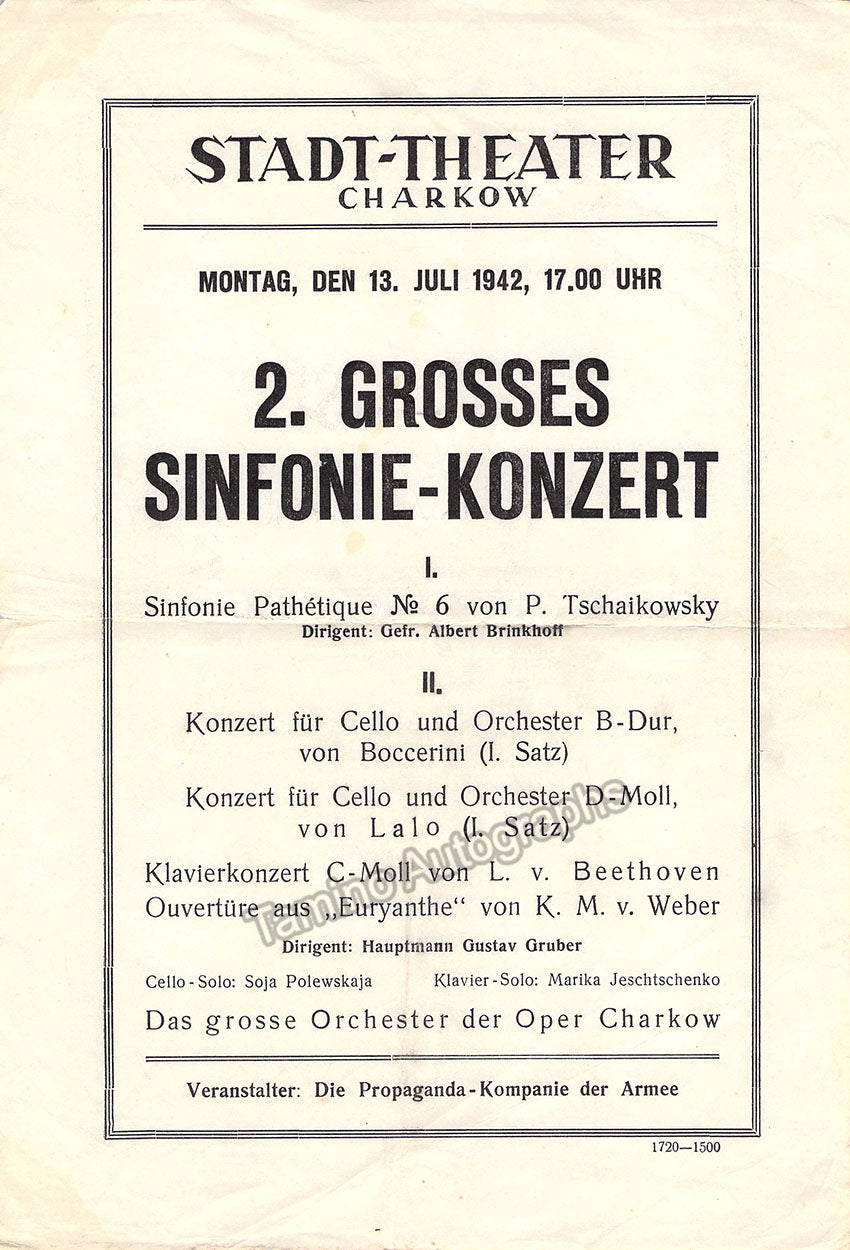 STADT-THEATER
CHARKOW
MONTAG, DEN 13. JULI 1942, 17.00 UHR
2. GROSSES
SINFONIE-KONZERT
I.
Sinfonie Pathétique № 6 von P. Tschaikowsky
Dirigent: Gefr. Albert Brinkhoff
II.
Konzert für Cello und Orchester B-Dur,
von Boccerini (I. Satz)
Konzert für Cello und Orchester D-Moll,
von Lalo (I. Satz)
Klavierkonzert C-Moll von L. v. Beethoven
Ouvertüre aus „Euryanthe“ von K. M. v. Weber
Dirigent: Hauptmann Gustav Gruber
Cello-Solo: Soja Polewskaja Klavier-Solo: Marika Jeschtschenko
Das grosse Orchester der Oper Charkow
Veranstalter: Die Propaganda-Kompanie der Armee
1720—1500
Tamino Autographs